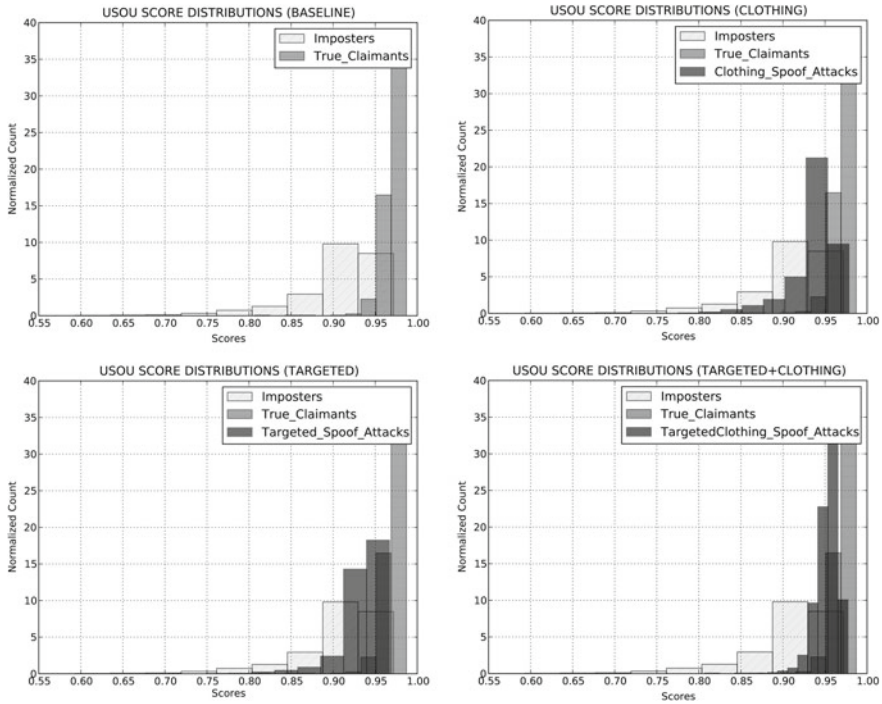 USOU SCORE DISTRIBUTIONS (BASELINE)
Imposters
True_Claimants
Normalized Count
40
35
30
25
20
15
10
5
0
0.55 0.60 0.65 0.70 0.75 0.80 0.85 0.90 0.95 1.00
Scores
USOU SCORE DISTRIBUTIONS (CLOTHING)
Imposters
True_Claimants
Clothing_Spoof_Attacks
Normalized Count
40
35
30
25
20
15
10
5
0
0.55 0.60 0.65 0.70 0.75 0.80 0.85 0.90 0.95 1.00
Scores
USOU SCORE DISTRIBUTIONS (TARGETED)
Imposters
True_Claimants
Targeted_Spoof_Attacks
Normalized Count
40
35
30
25
20
15
10
5
0
0.55 0.60 0.65 0.70 0.75 0.80 0.85 0.90 0.95 1.00
Scores
USOU SCORE DISTRIBUTIONS (TARGETED+CLOTHING)
Imposters
True_Claimants
TargetedClothing_Spoof_Attacks
Normalized Count
40
35
30
25
20
15
10
5
0
0.55 0.60 0.65 0.70 0.75 0.80 0.85 0.90 0.95 1.00
Scores